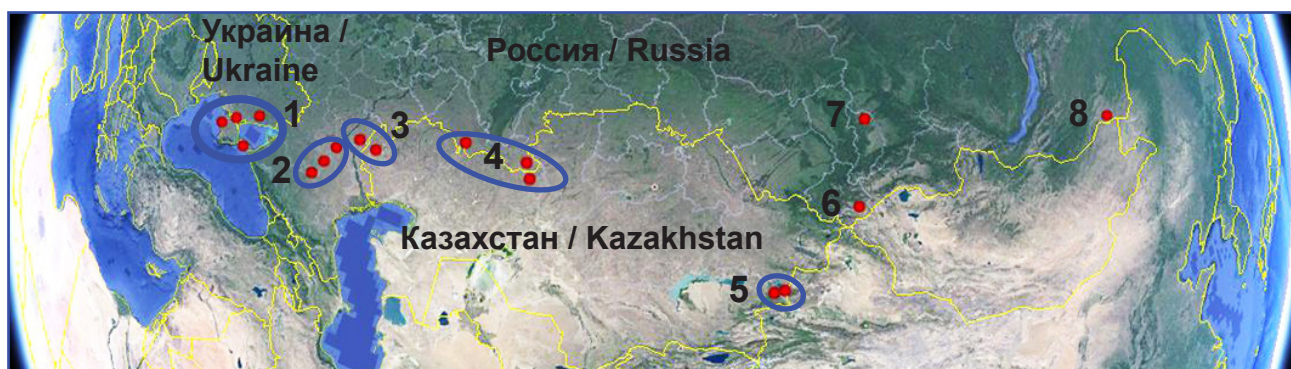 Украина /
Ukraine
Россия / Russia
1
2
3
4
7
8
6
Казахстан / Kazakhstan
5